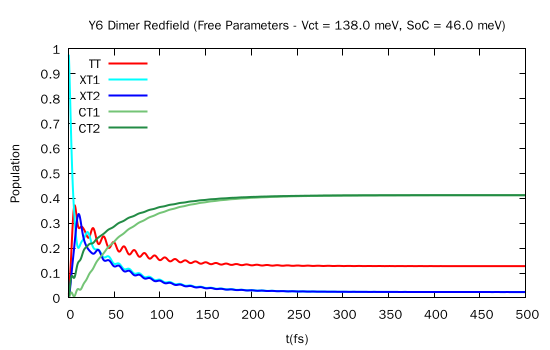 Y6 Dimer Redfield (Free Parameters - Vct = 138.0 meV, SoC = 46.0 meV)
1
0.9
0.8
0.7
0.6
0.5
0.4
0.3
0.2
0.1
0
Population
TT
XT1
XT2
CT1
CT2
0 50 100 150 200 250 300 350 400 450 500
t(fs)